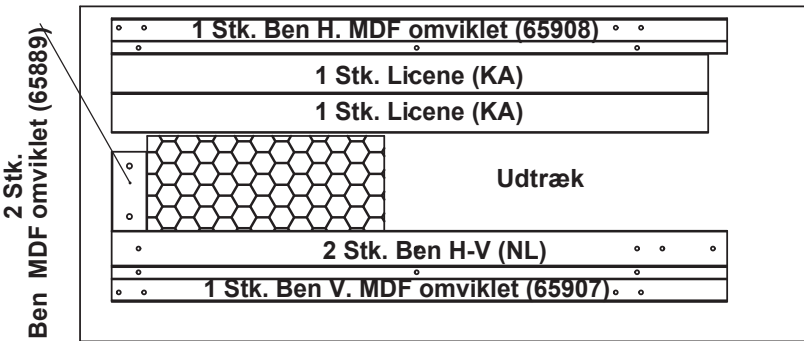 1 Stk. Ben H. MDF omviklet (65908)
1 Stk. Licene (KA)
1 Stk. Licene (KA)
2 Stk.
Ben MDF omviklet (65889)
Udtræk
2 Stk. Ben H-V (NL)
1 Stk. Ben V. MDF omviklet (65907)